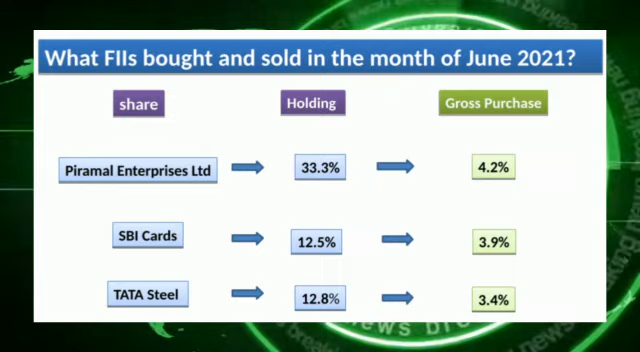 What FIIs bought and sold in the month of June 2021?
share Holding Gross Purchase
Piramal Enterprises Ltd 33.3% 4.2%
SBI Cards 12.5% 3.9%
TATA Steel 12.8% 3.4%